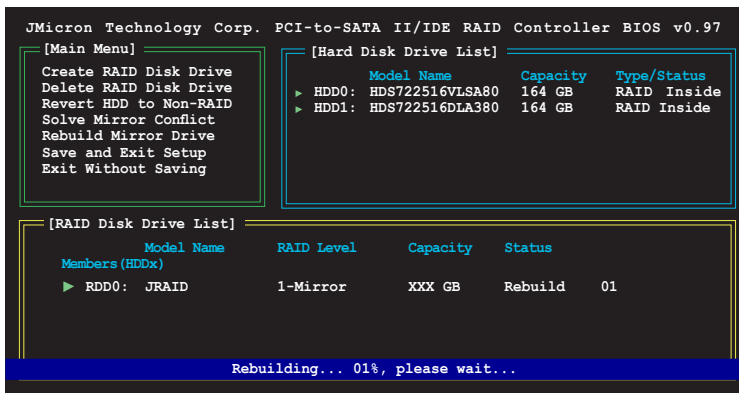 JMicron Technology Corp. PCI-to-SATA II/IDE RAID Controller BIOS v0.97
[Main Menu]
Create RAID Disk Drive
Delete RAID Disk Drive
Revert HDD to Non-RAID
Solve Mirror Conflict
Rebuild Mirror Drive
Save and Exit Setup
Exit Without Saving
[Hard Disk Drive List]
Model Name Capacity Type/Status
▶ HDD0: HDS722516VLSA80 164 GB RAID Inside
▶ HDD1: HDS722516DLA380 164 GB RAID Inside
[RAID Disk Drive List]
Model Name RAID Level Capacity Status
Members(HDDx)
▶ RDD0: JRAID 1-Mirror XXX GB Rebuild 01
Rebuilding... 01%, please wait...